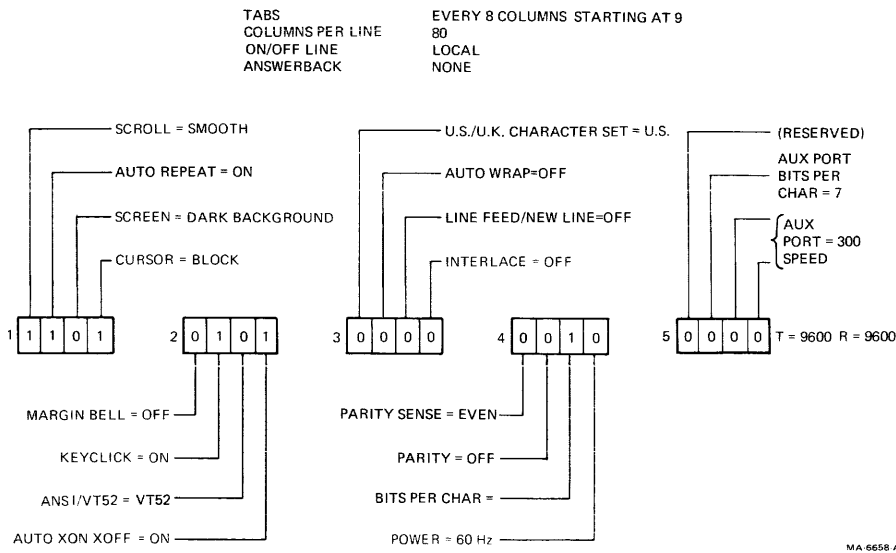 TABS EVERY 8 COLUMNS STARTING AT 9
COLUMNS PER LINE 80
ON/OFF LINE LOCAL
ANSWERBACK NONE
SCROLL = SMOOTH
AUTO REPEAT = ON
SCREEN = DARK BACKGROUND
CURSOR = BLOCK
U.S./U.K. CHARACTER SET = U.S.
AUTO WRAP=OFF
LINE FEED/NEW LINE=OFF
INTERLACE = OFF
(RESERVED)
AUX PORT
BITS PER
CHAR = 7
AUX
PORT = 300
SPEED
1 1 1 0 1
2 0 1 0 1
3 0 0 0 0
4 0 0 1 0
5 0 0 0 0 T = 9600 R = 9600
MARGIN BELL = OFF
KEYCLICK = ON
ANSI/VT52 = VT52
AUTO XON XOFF = ON
PARITY SENSE = EVEN
PARITY = OFF
BITS PER CHAR =
POWER = 60 Hz
MA-6658 A